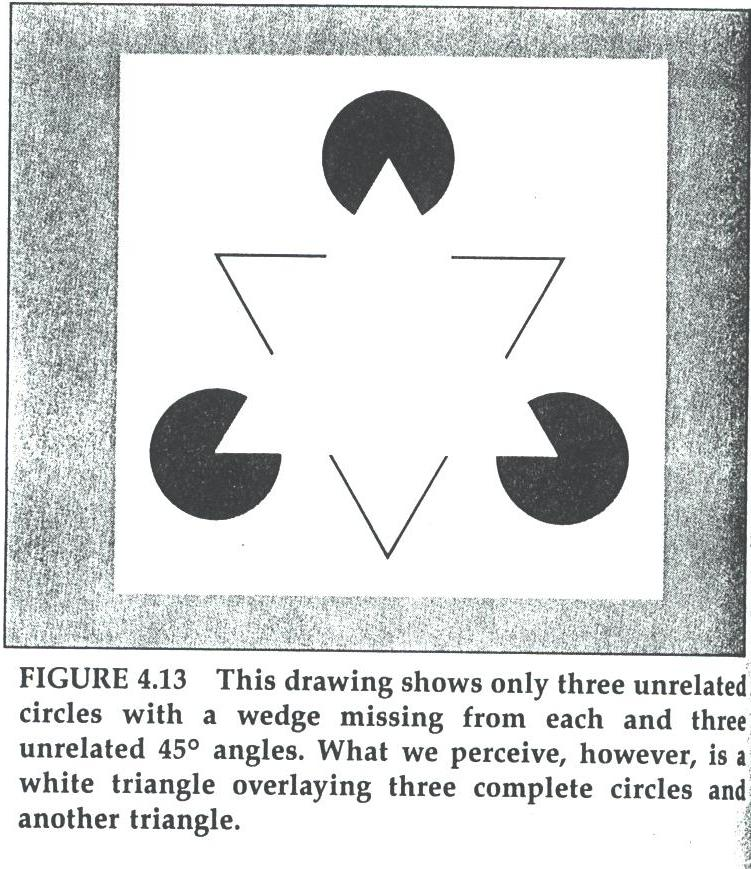 FIGURE 4.13 This drawing shows only three unrelated
circles with a wedge missing from each and three
unrelated 45° angles. What we perceive, however, is a
white triangle overlaying three complete circles and
another triangle.